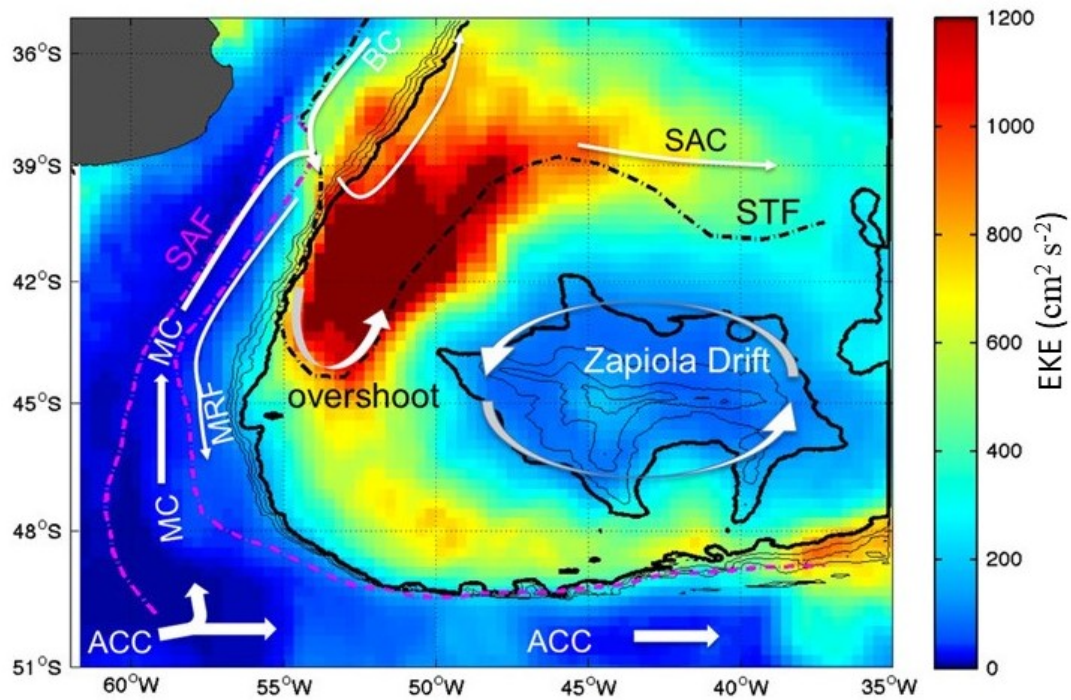 36°S
39°S
42°S
45°S
48°S
51°S
60°W
55°W
50°W
45°W
40°W
35°W
BC
SAC
STF
SAF
MC
MRF
overshoot
Zapiola Drift
MC
ACC
ACC
1200
1000
800
600
400
200
0
EKE (cm² s⁻²)